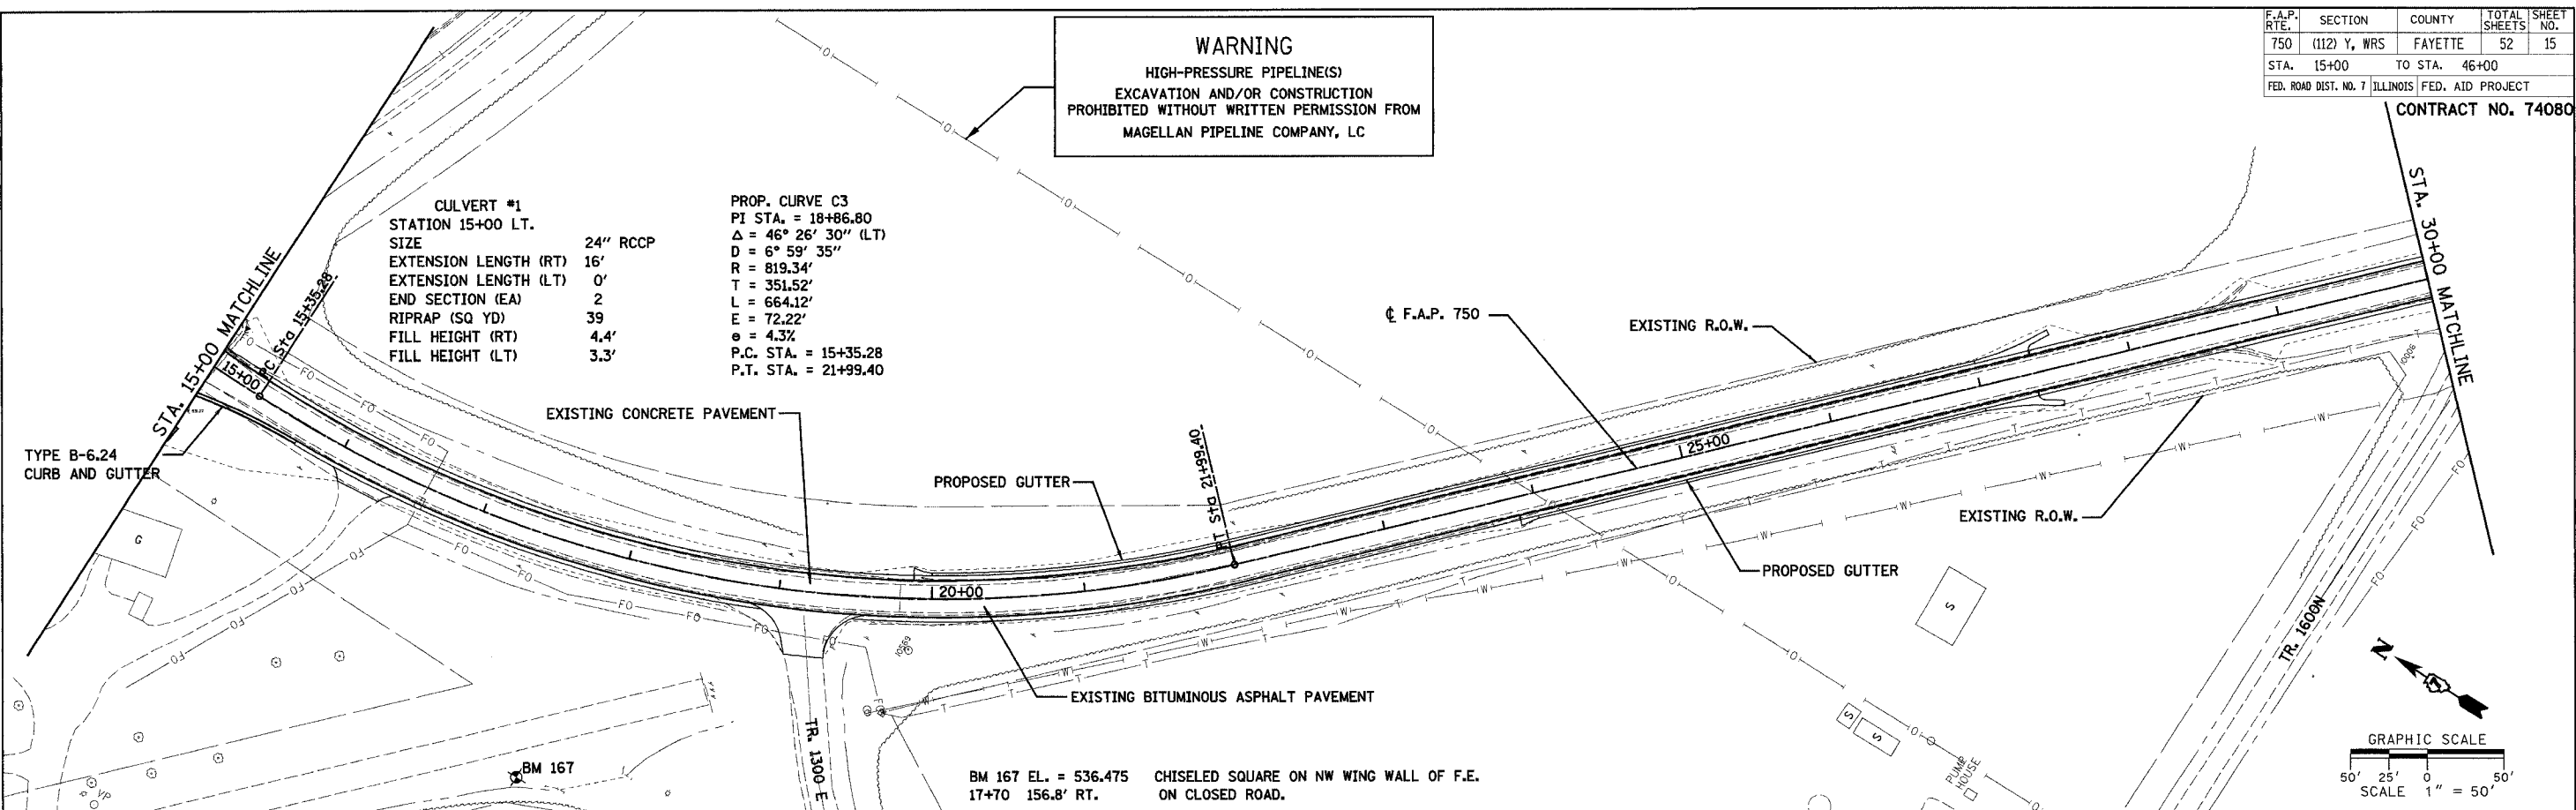 F.A.P. RTE. SECTION COUNTY TOTAL SHEETS SHEET NO.
750 (112) Y, WRS FAYETTE 52 15
STA. 15+00 TO STA. 46+00
FED. ROAD DIST. NO. 7 ILLINOIS FED. AID PROJECT
CONTRACT NO. 74080
WARNING
HIGH-PRESSURE PIPELINE(S)
EXCAVATION AND/OR CONSTRUCTION
PROHIBITED WITHOUT WRITTEN PERMISSION FROM
MAGELLAN PIPELINE COMPANY, LC
CULVERT #1
STATION 15+00 LT.
SIZE 24" RCCP
EXTENSION LENGTH (RT) 16'
EXTENSION LENGTH (LT) 0'
END SECTION (EA) 2
RIPRAP (SQ YD) 39
FILL HEIGHT (RT) 4.4'
FILL HEIGHT (LT) 3.3'
PROP. CURVE C3
PI STA. = 18+86.80
Δ = 46° 26' 30" (LT)
D = 6° 59' 35"
R = 819.34'
T = 351.52'
L = 664.12'
E = 72.22'
e = 4.3%
P.C. STA. = 15+35.28
P.T. STA. = 21+99.40
STA. 15+00 MATCHLINE
P.C. Sta 15+35.28
15+00
TYPE B-6.24
CURB AND GUTTER
EXISTING CONCRETE PAVEMENT
PROPOSED GUTTER
PT Sta 21+99.40
℄ F.A.P. 750
EXISTING R.O.W.
STA. 30+00 MATCHLINE
25+00
20+00
EXISTING R.O.W.
PROPOSED GUTTER
EXISTING BITUMINOUS ASPHALT PAVEMENT
G
S
S
S
TR. 1300 E
TR. 1600N
PUMP HOUSE
BM 167
VP
BM 167 EL. = 536.475 CHISELED SQUARE ON NW WING WALL OF F.E.
17+70 156.8' RT. ON CLOSED ROAD.
N
GRAPHIC SCALE
50' 25' 0 50'
SCALE 1" = 50'